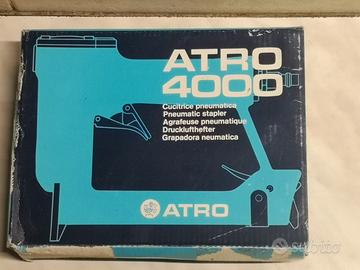 ATRO
4000
Cucitrice pneumatica
Pneumatic stapler
Agrafeuse pneumatique
Drucklufthefter
Grapadora neumatica
ATRO
subito